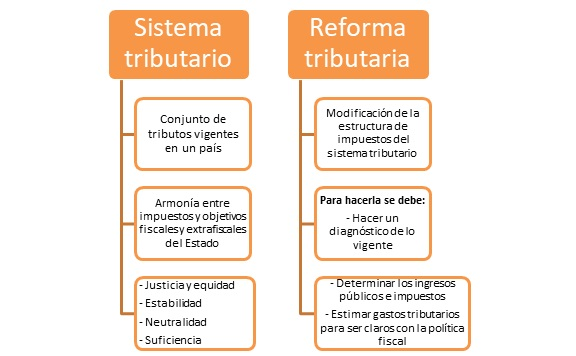 Sistema
tributario
Conjunto de
tributos vigentes
en un país
Armonía entre
impuestos y objetivos
fiscales y extrafiscales
del Estado
- Justicia y equidad
- Estabilidad
- Neutralidad
- Suficiencia
Reforma
tributaria
Modificación de la
estructura de
impuestos del
sistema tributario
Para hacerla se debe:
- Hacer un
diagnóstico de lo
vigente
- Determinar los ingresos
públicos e impuestos
- Estimar gastos tributarios
para ser claros con la política
fiscal